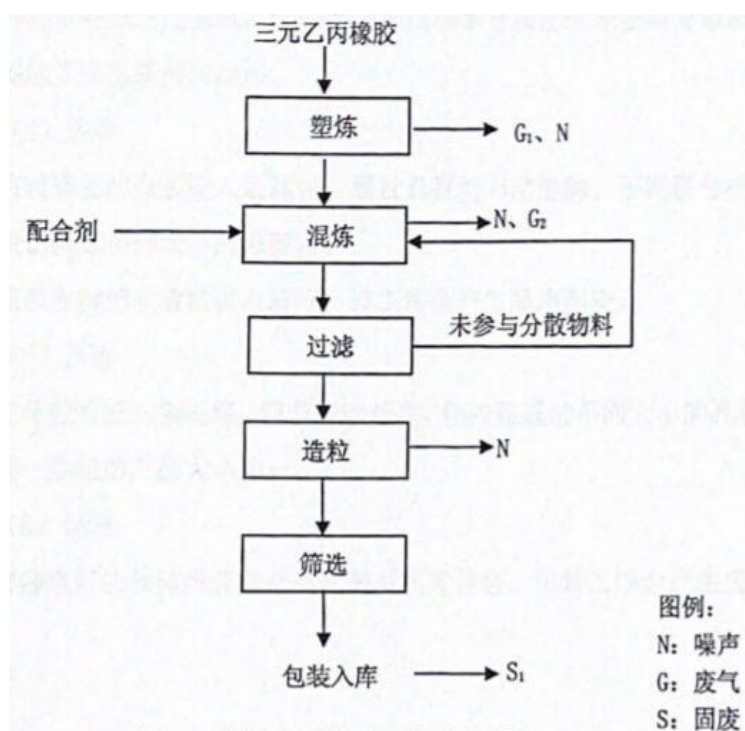 三元乙丙橡胶
塑炼
G₁、N
配合剂
混炼
N、G₂
过滤
未参与分散物料
造粒
N
筛选
包装入库
S₁
图例：
N：噪声
G：废气
S：固废